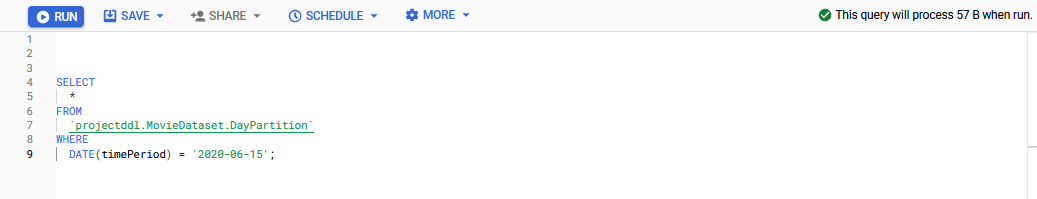 RUN SAVE SHARE SCHEDULE MORE This query will process 57 B when run.
1
2
3
4 SELECT
5 *
6 FROM
7 `projectddl.MovieDataset.DayPartition`
8 WHERE
9 DATE(timePeriod) = '2020-06-15';